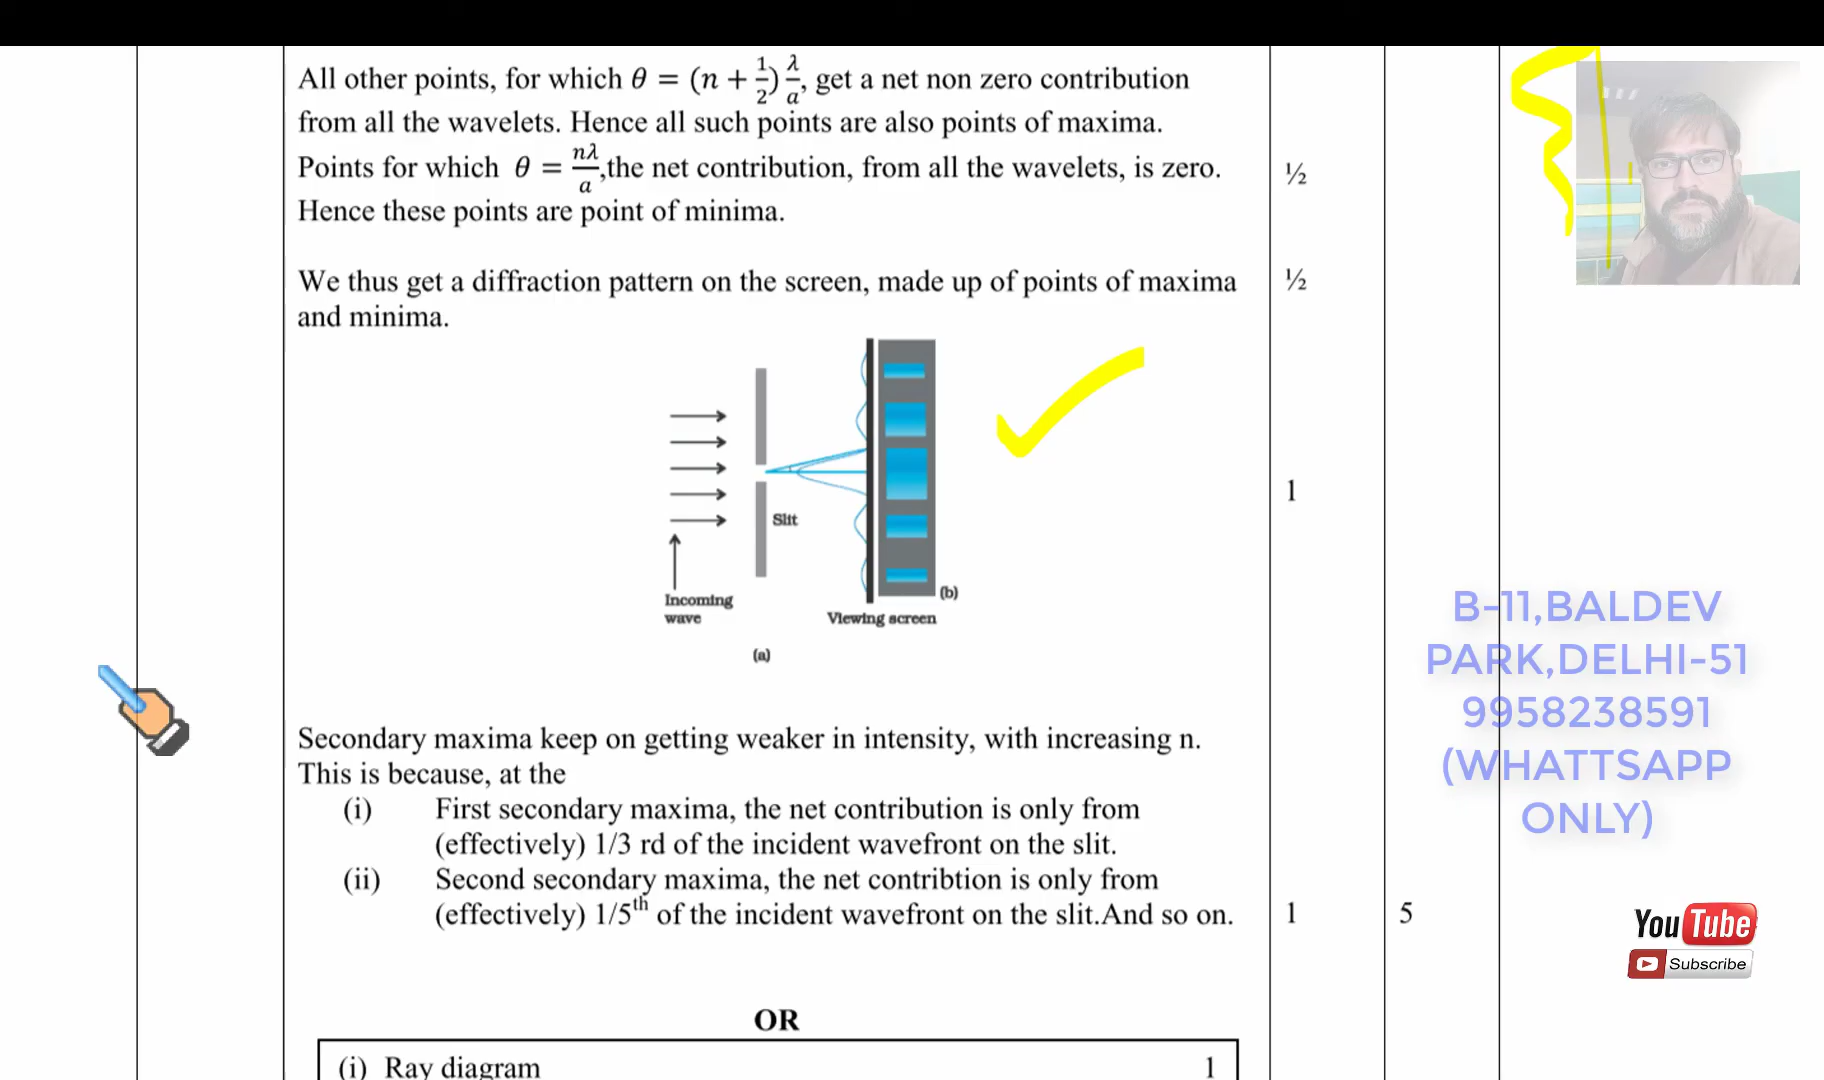 All other points, for which θ = (n + 1/2) λ/a, get a net non zero contribution
from all the wavelets. Hence all such points are also points of maxima.
Points for which θ = nλ/a ,the net contribution, from all the wavelets, is zero.
½
Hence these points are point of minima.
We thus get a diffraction pattern on the screen, made up of points of maxima
½
and minima.
1
Slit
Incoming
wave
(b)
Viewing screen
(a)
Secondary maxima keep on getting weaker in intensity, with increasing n.
This is because, at the
(i) First secondary maxima, the net contribution is only from
(effectively) 1/3 rd of the incident wavefront on the slit.
(ii) Second secondary maxima, the net contribtion is only from
(effectively) 1/5th of the incident wavefront on the slit.And so on.
1
5
OR
(i) Ray diagram
1
B-11,BALDEV
PARK,DELHI-51
9958238591
(WHATTSAPP
ONLY)
YouTube
Subscribe